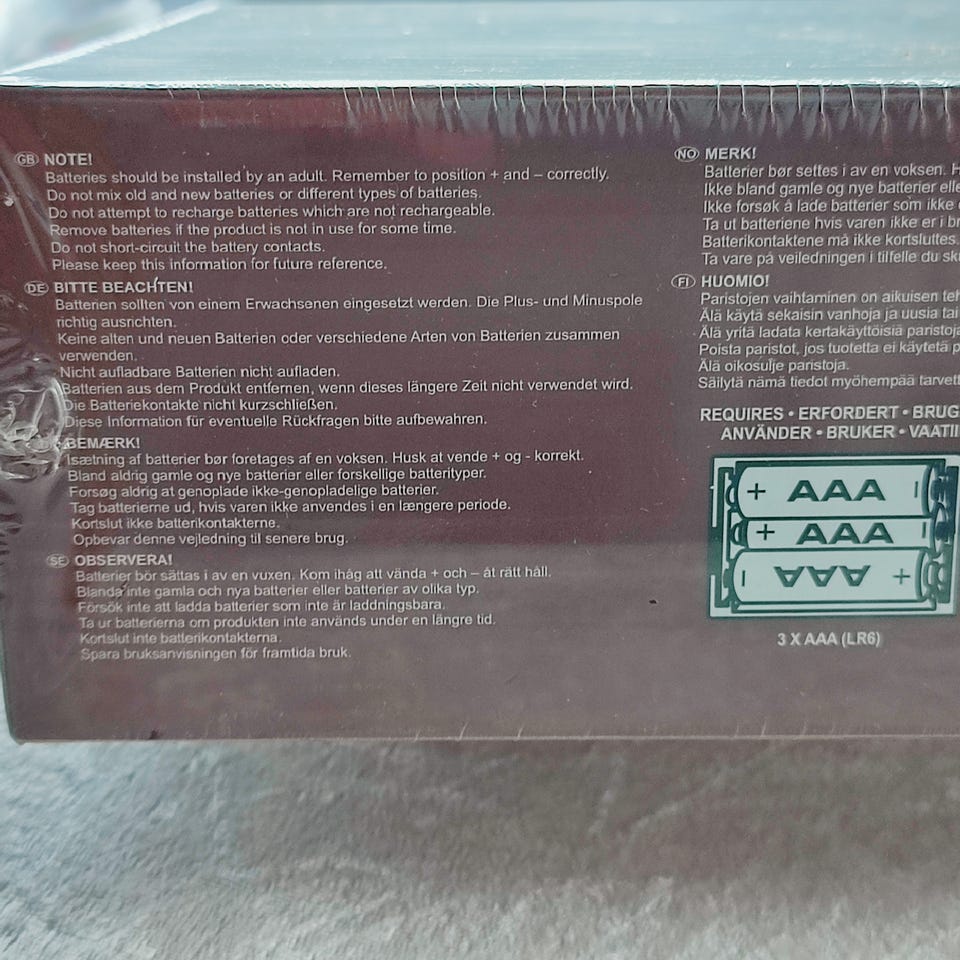 GB NOTE!
Batteries should be installed by an adult. Remember to position + and – correctly.
Do not mix old and new batteries or different types of batteries.
Do not attempt to recharge batteries which are not rechargeable.
Remove batteries if the product is not in use for some time.
Do not short-circuit the battery contacts.
Please keep this information for future reference.
DE BITTE BEACHTEN!
Batterien sollten von einem Erwachsenen eingesetzt werden. Die Plus- und Minuspole
richtig ausrichten.
Keine alten und neuen Batterien oder verschiedene Arten von Batterien zusammen
verwenden.
Nicht aufladbare Batterien nicht aufladen.
Batterien aus dem Produkt entfernen, wenn dieses längere Zeit nicht verwendet wird.
Die Batteriekontakte nicht kurzschließen.
Diese Information für eventuelle Rückfragen bitte aufbewahren.
BEMÆRK!
Isætning af batterier bør foretages af en voksen. Husk at vende + og - korrekt.
Bland aldrig gamle og nye batterier eller forskellige batterityper.
Forsøg aldrig at genoplade ikke-genopladelige batterier.
Tag batterierne ud, hvis varen ikke anvendes i en længere periode.
Kortslut ikke batterikontakterne.
Opbevar denne vejledning til senere brug.
SE OBSERVERA!
Batterier bör sättas i av en vuxen. Kom ihåg att vända + och – åt rätt håll.
Blanda inte gamla och nya batterier eller batterier av olika typ.
Försök inte att ladda batterier som inte är laddningsbara.
Ta ur batterierna om produkten inte används under en längre tid.
Kortslut inte batterikontakterna.
Spara bruksanvisningen för framtida bruk.
NO MERK!
Batterier bør settes i av en voksen. H
Ikke bland gamle og nye batterier elle
Ikke forsøk å lade batterier som ikke
Ta ut batteriene hvis varen ikke er i br
Batterikontaktene må ikke kortsluttes.
Ta vare på veiledningen i tilfelle du sk
FI HUOMIO!
Paristojen vaihtaminen on aikuisen teh
Älä käytä sekaisin vanhoja ja uusia tai
Älä yritä ladata kertakäyttöisiä paristoja
Poista paristot, jos tuotetta ei käytetä p
Älä oikosulje paristoja.
Säilytä nämä tiedot myöhempää tarvett
REQUIRES • ERFORDERT • BRUG
ANVÄNDER • BRUKER • VAATII
+ AAA –
+ AAA
– AAA +
3 X AAA (LR6)